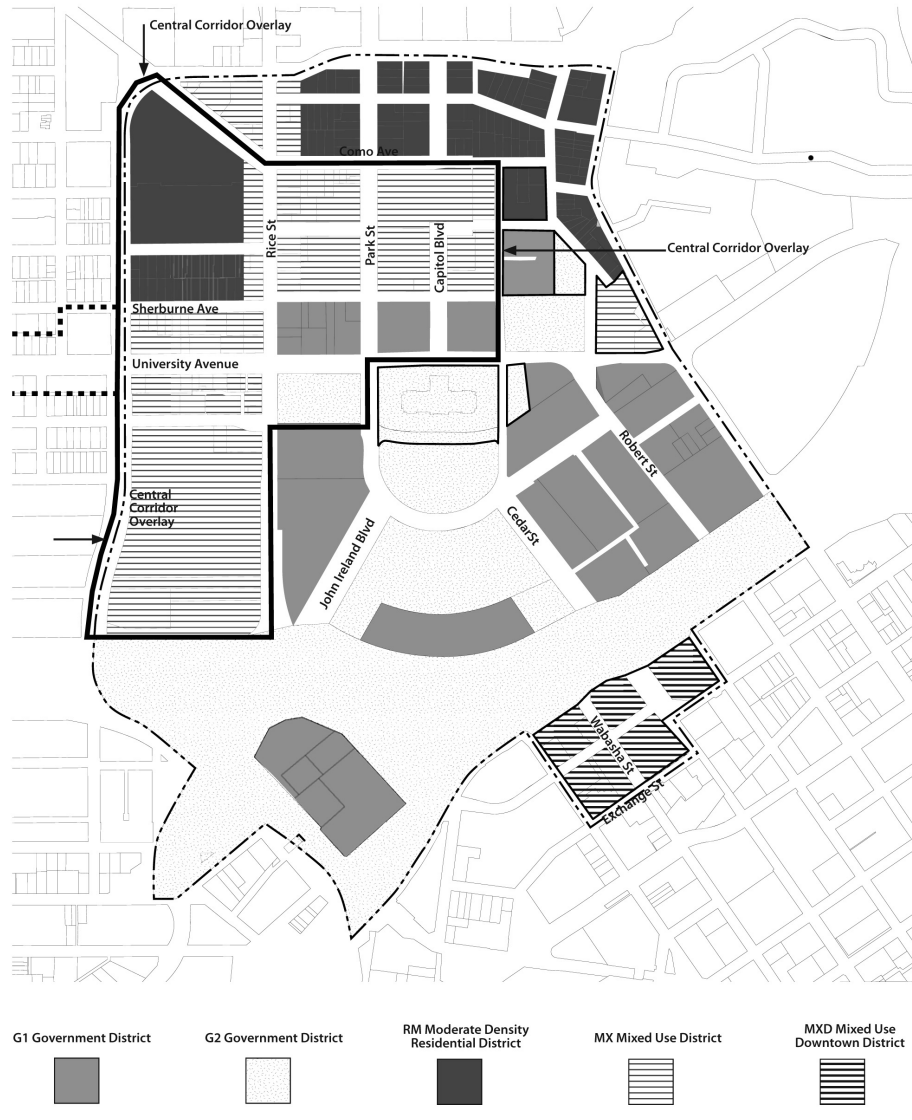 Central Corridor Overlay
Como Ave
Rice St
Park St
Capitol Blvd
Central Corridor Overlay
Sherburne Ave
University Avenue
Robert St
Central
Corridor
Overlay
CedarSt
John Ireland Blvd
Wabasha St
Exchange St
G1 Government District
G2 Government District
RM Moderate Density
Residential District
MX Mixed Use District
MXD Mixed Use
Downtown District